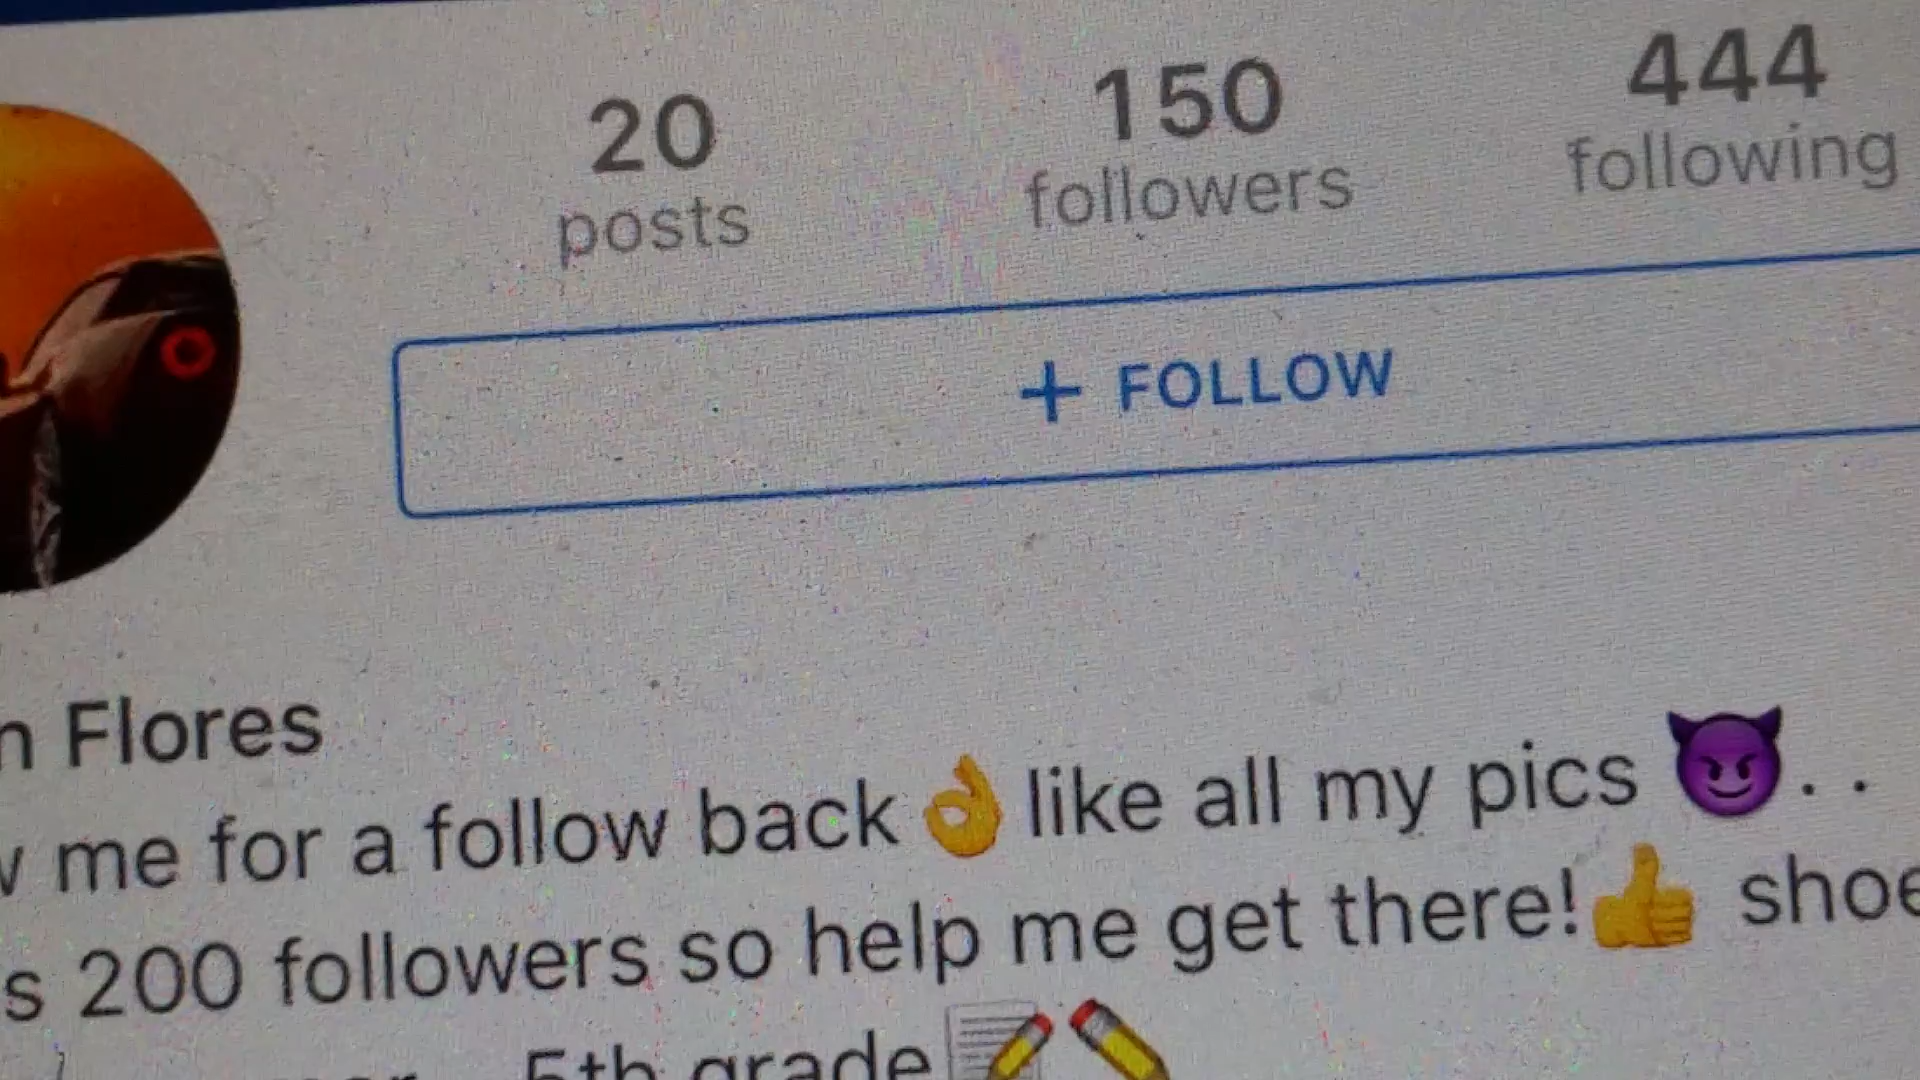 20 150 444
posts followers following
+ FOLLOW
n Flores
w me for a follow back 👌 like all my pics 😈 . .
s 200 followers so help me get there! 👍 shoe
5th grade 📝 ✏️